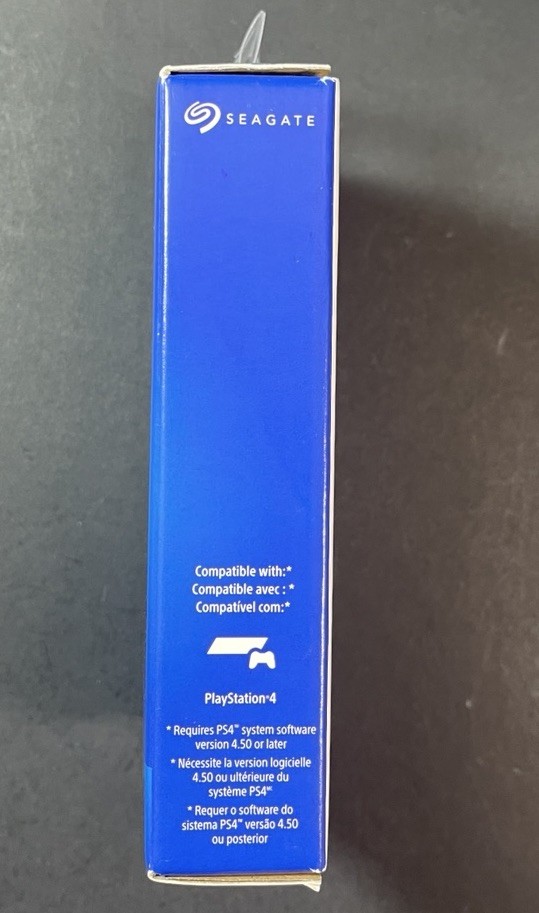 SEAGATE
Compatible with:*
Compatible avec : *
Compatível com:*
PlayStation®4
* Requires PS4™ system software
version 4.50 or later
* Nécessite la version logicielle
4.50 ou ultérieure du
système PS4ᴹᶜ
* Requer o software do
sistema PS4™ versão 4.50
ou posterior